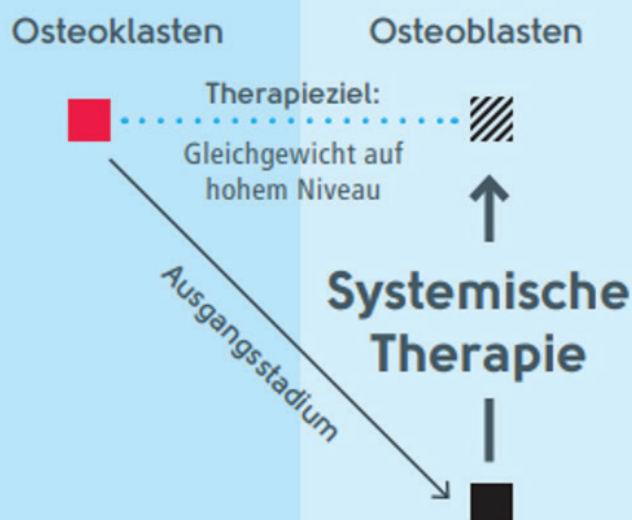 Osteoklasten
Osteoblasten
Therapieziel:
Gleichgewicht auf
hohem Niveau
Ausgangsstadium
Systemische
Therapie